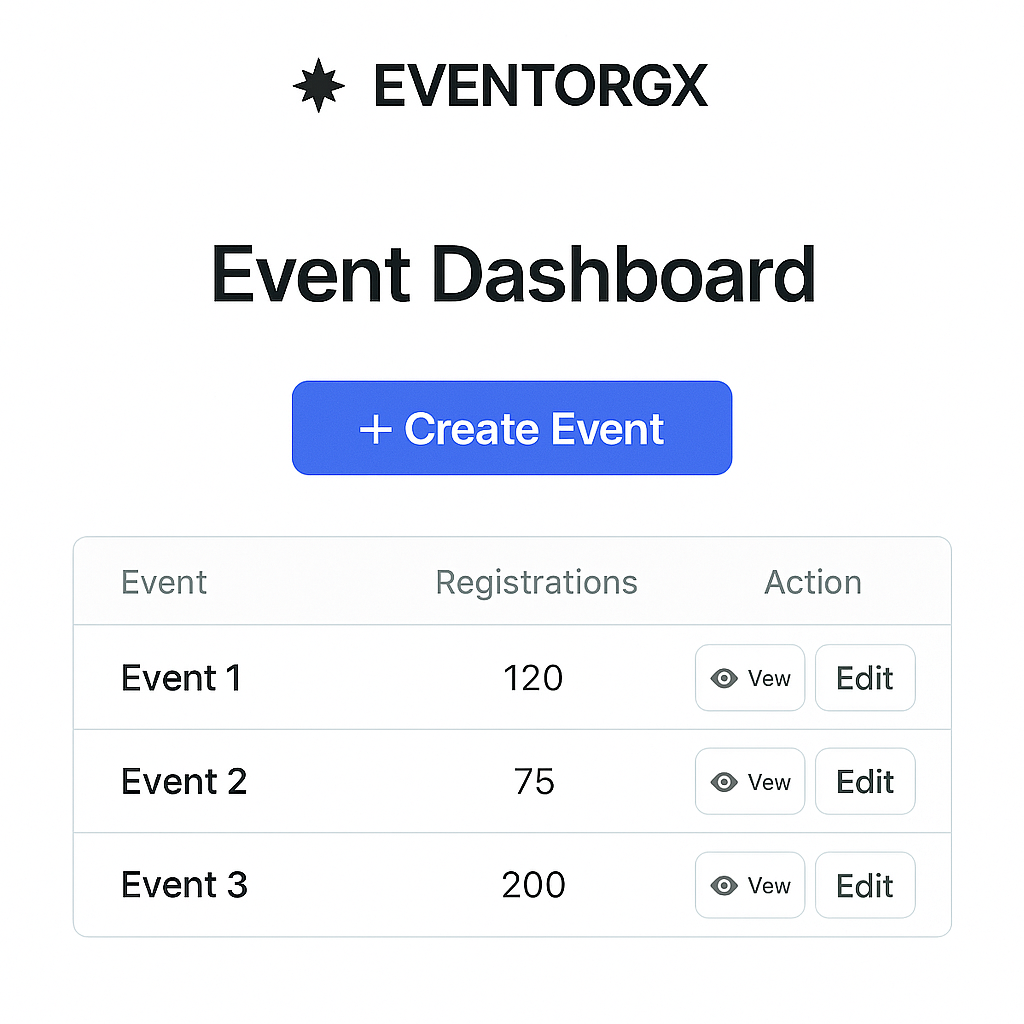 EVENTORGX
Event Dashboard
+ Create Event
Event Registrations Action
Event 1 120 Vew Edit
Event 2 75 Vew Edit
Event 3 200 Vew Edit